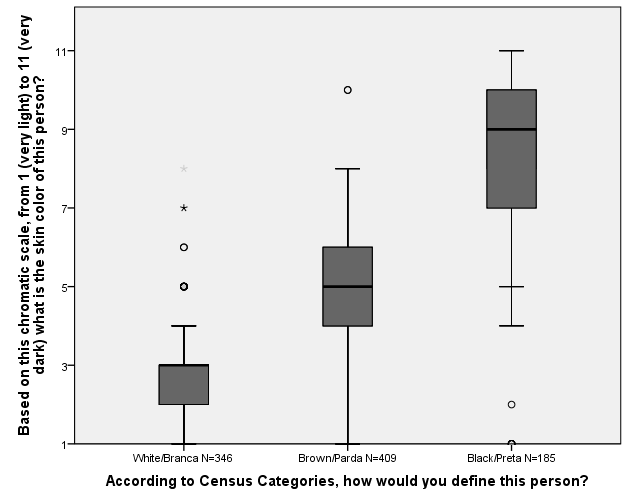 Based on this chromatic scale, from 1 (very light) to 11 (very
dark) what is the skin color of this person?
11
9
7
5
3
1
White/Branca N=346
Brown/Parda N=409
Black/Preta N=185
According to Census Categories, how would you define this person?